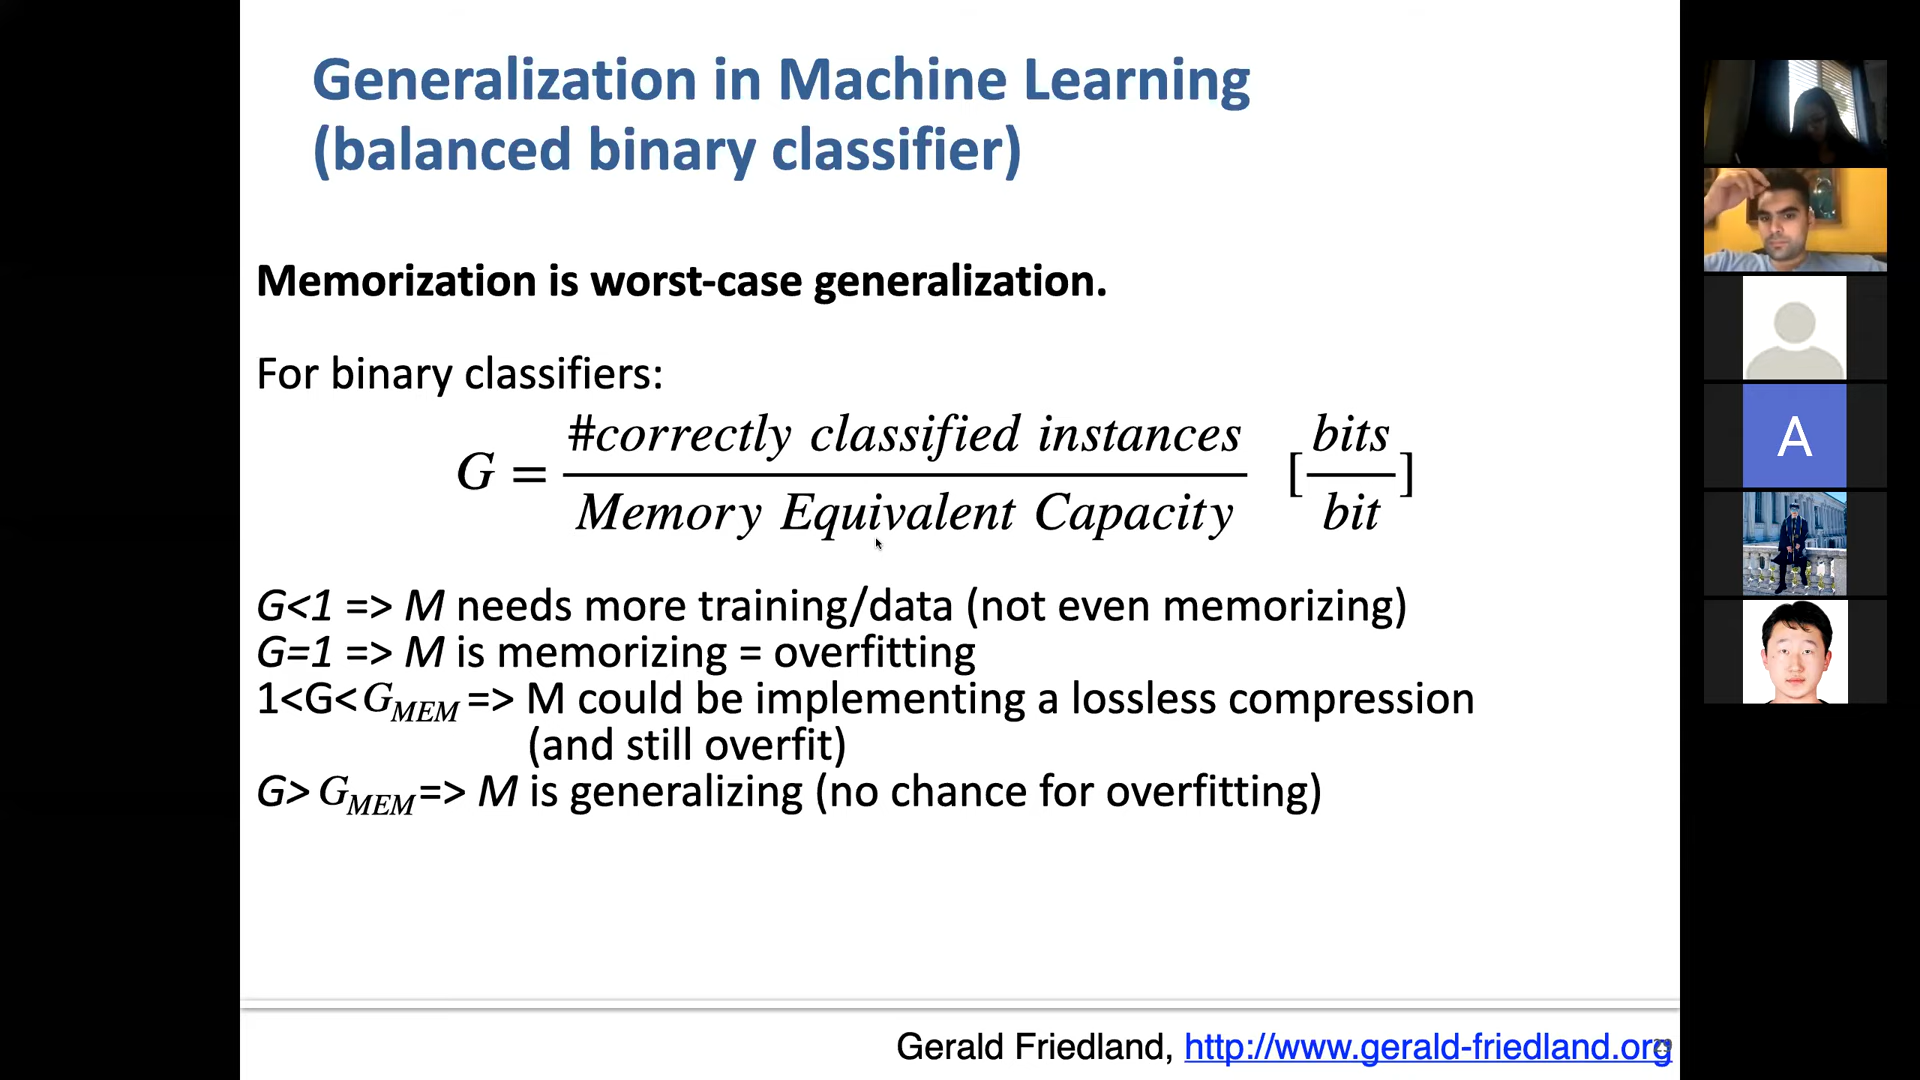 Generalization in Machine Learning
(balanced binary classifier)
Memorization is worst-case generalization.
For binary classifiers:
G = #correctly classified instances / Memory Equivalent Capacity [bits / bit]
G<1 => M needs more training/data (not even memorizing)
G=1 => M is memorizing = overfitting
1<G<G_MEM => M could be implementing a lossless compression
(and still overfit)
G> G_MEM => M is generalizing (no chance for overfitting)
Gerald Friedland, http://www.gerald-friedland.org
A